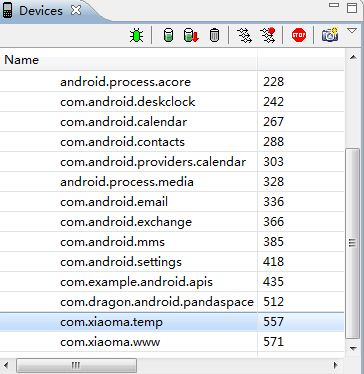 Devices
STOP
Name
android.process.acore 228
com.android.deskclock 242
com.android.calendar 267
com.android.contacts 288
com.android.providers.calendar 303
android.process.media 328
com.android.email 336
com.android.exchange 366
com.android.mms 385
com.android.settings 418
com.example.android.apis 435
com.dragon.android.pandaspace 512
com.xiaoma.temp 557
com.xiaoma.www 571